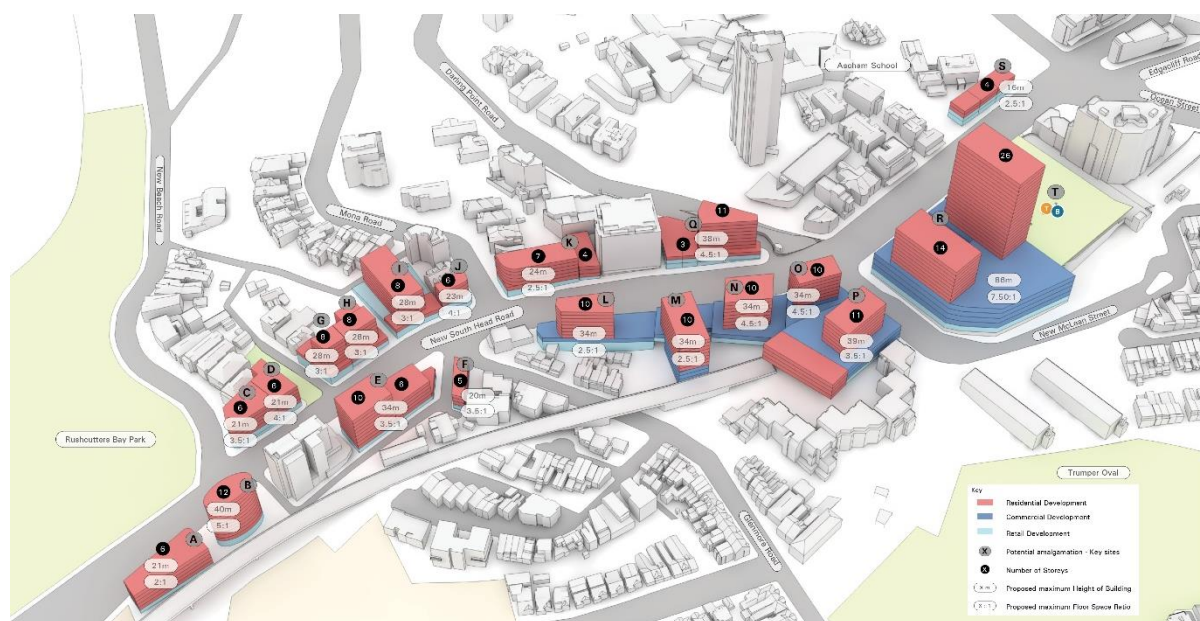 Ascham School
Edgecliff Road
Ocean Street
Darling Point Road
New Beach Road
Mona Road
New South Head Road
New McLean Street
Rushcutters Bay Park
Glenmore Road
Trumper Oval
S
4
16m
2.5:1
26
T
T
B
R
14
86m
7.50:1
11
Q
3
38m
4.5:1
K
7
4
24m
2.5:1
O
10
34m
4.5:1
N
10
34m
4.5:1
P
11
39m
3.5:1
M
10
34m
2.5:1
L
10
34m
2.5:1
J
6
23m
4:1
I
8
28m
3:1
H
8
28m
3:1
G
8
28m
3:1
F
5
20m
3.5:1
E
10
6
34m
3.5:1
D
6
21m
4:1
C
6
21m
3.5:1
B
12
40m
5:1
A
6
21m
2:1
Key
Residential Development
Commercial Development
Retail Development
X Potential amalgamation - Key sites
X Number of Storeys
X m Proposed maximum Height of Building
X : 1 Proposed maximum Floor Space Ratio